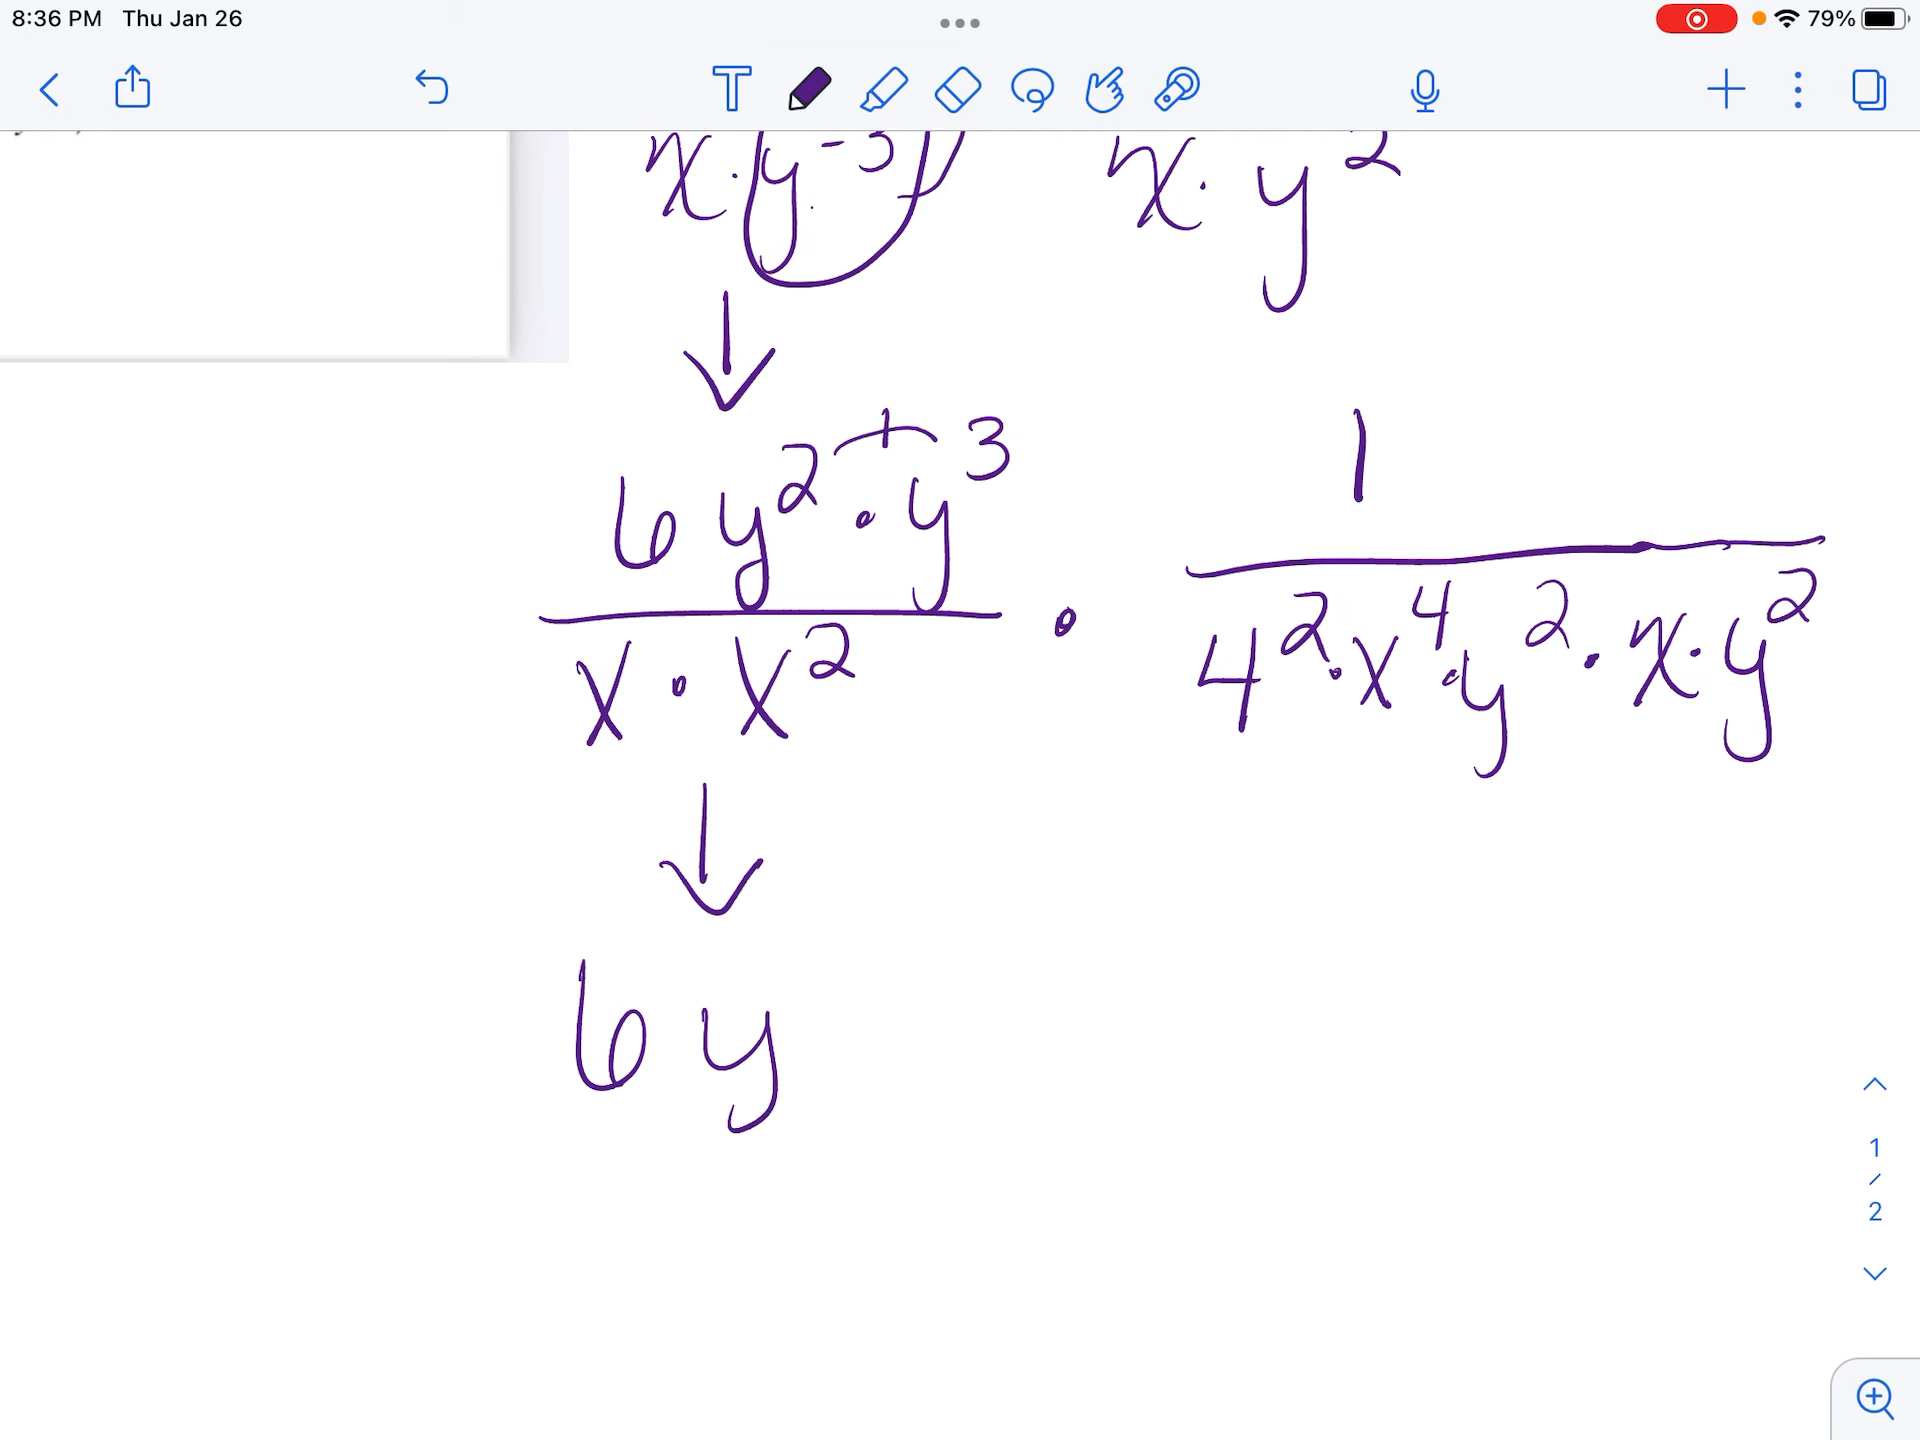 8:36 PM Thu Jan 26
79%
T
x · y⁻³ x · y²
6y² + · y³ 1
x · x² · 4² · x⁴ · y² · x · y²
6y
1
/
2